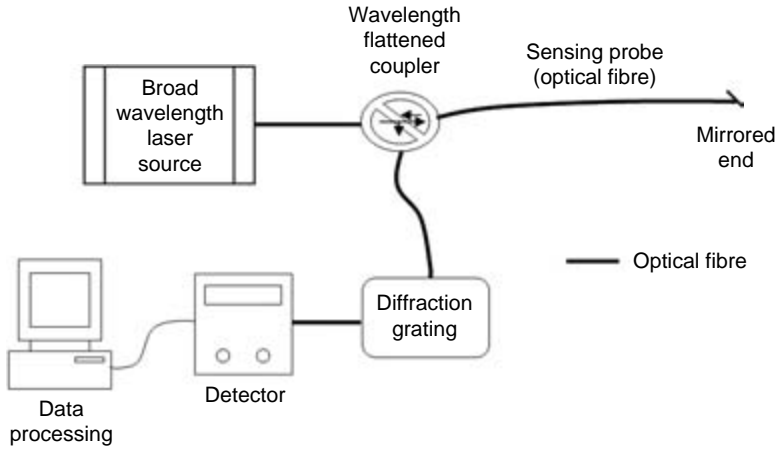 Wavelength
flattened
coupler
Sensing probe
(optical fibre)
Broad
wavelength
laser
source
Mirrored
end
Optical fibre
Diffraction
grating
Detector
Data
processing